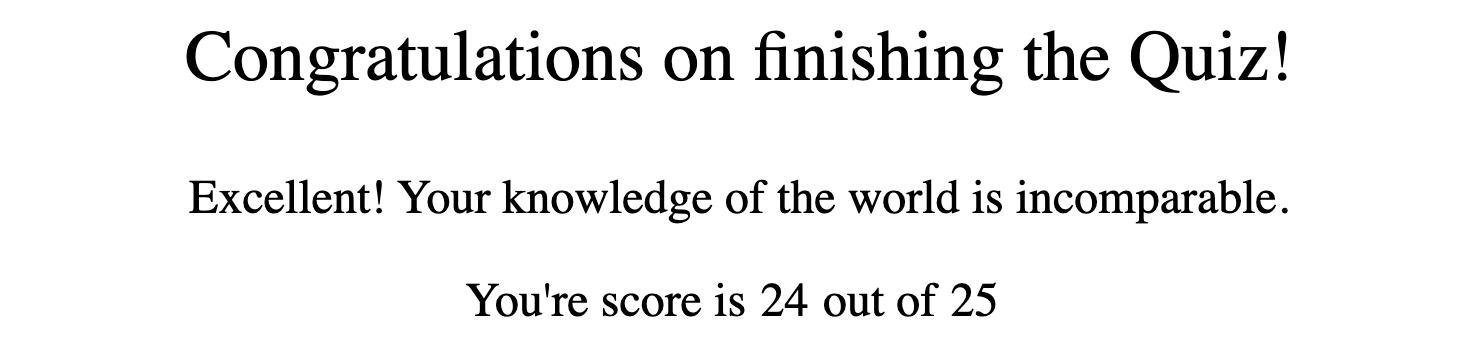 Congratulations on finishing the Quiz!
Excellent! Your knowledge of the world is incomparable.
You're score is 24 out of 25